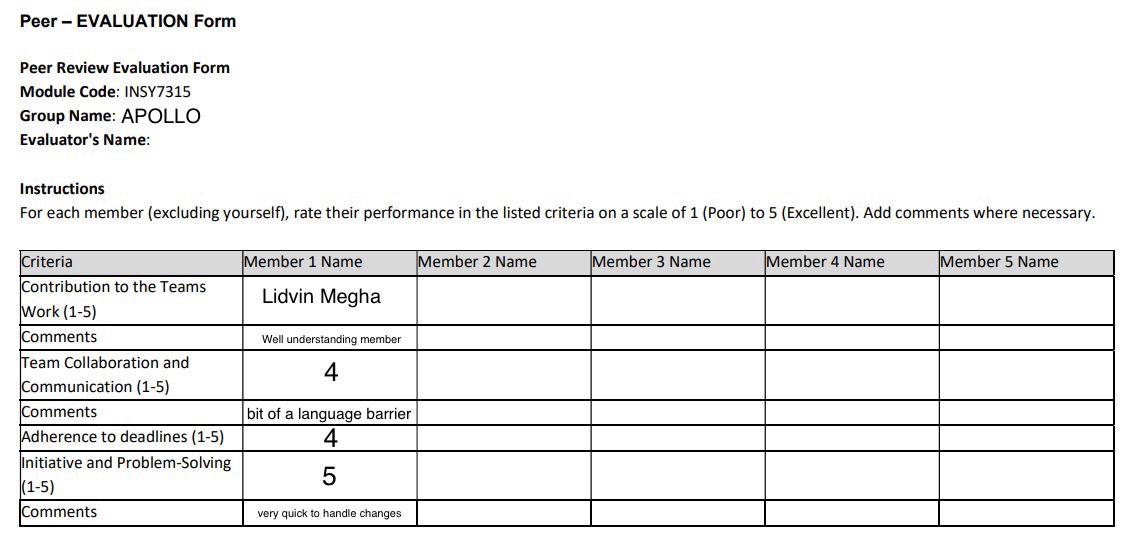 Peer – EVALUATION Form
Peer Review Evaluation Form
Module Code: INSY7315
Group Name: APOLLO
Evaluator's Name:
Instructions
For each member (excluding yourself), rate their performance in the listed criteria on a scale of 1 (Poor) to 5 (Excellent). Add comments where necessary.
Criteria Member 1 Name Member 2 Name Member 3 Name Member 4 Name Member 5 Name
Contribution to the Teams
Work (1-5) Lidvin Megha
Comments Well understanding member
Team Collaboration and
Communication (1-5) 4
Comments bit of a language barrier
Adherence to deadlines (1-5) 4
Initiative and Problem-Solving
(1-5) 5
Comments very quick to handle changes